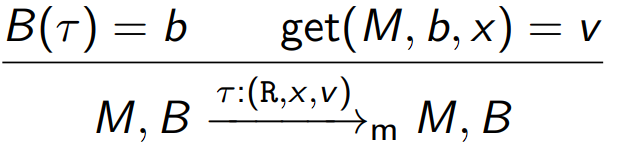 B(τ) = b get(M, b, x) = v
τ:(R,x,v)
M, B →m M, B